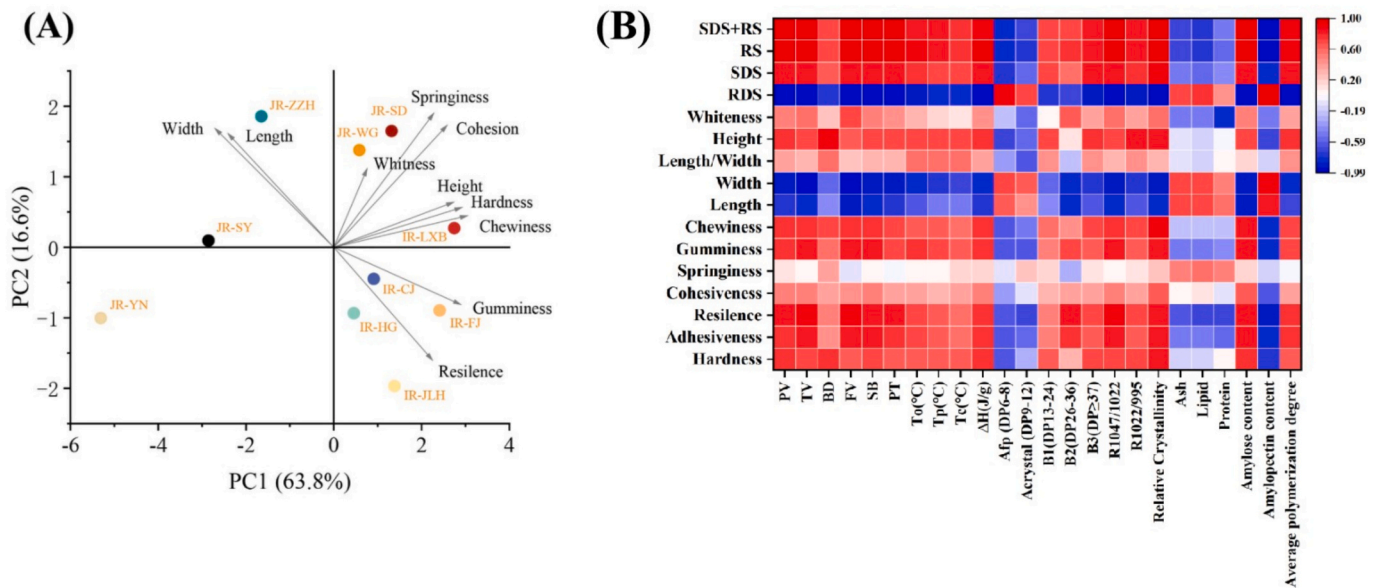 (A)
2
1
0
−1
−2
−6
−4
−2
0
2
4
PC2 (16.6%)
PC1 (63.8%)
JR-ZZH
JR-SD
JR-WG
JR-SY
JR-YN
IR-LXB
IR-CJ
IR-HG
IR-FJ
IR-JLH
Width
Length
Springiness
Cohesion
Whitness
Height
Hardness
Chewiness
Gumminess
Resilence
(B)
SDS+RS
RS
SDS
RDS
Whiteness
Height
Length/Width
Width
Length
Chewiness
Gumminess
Springiness
Cohesiveness
Resilence
Adhesiveness
Hardness
PV
TV
BD
FV
SB
PT
To(°C)
Tp(°C)
Tc(°C)
ΔH(J/g)
Afp (DP6-8)
Acrystal (DP9-12)
B1(DP13-24)
B2(DP26-36)
B3(DP≥37)
R1047/1022
R1022/995
Relative Crystallinity
Ash
Lipid
Protein
Amylose content
Amylopectin content
Average polymerization degree
1.00
0.60
0.20
-0.19
-0.59
-0.99